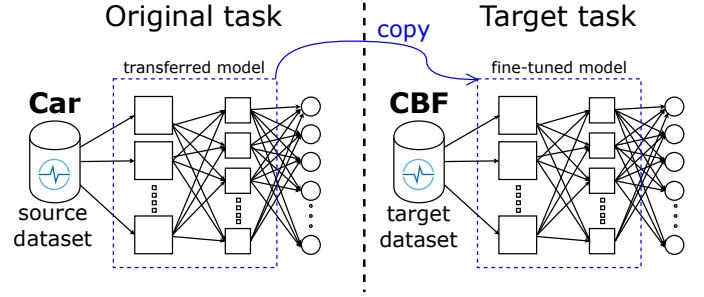 Original task
Target task
copy
transferred model
fine-tuned model
Car
CBF
source
dataset
target
dataset